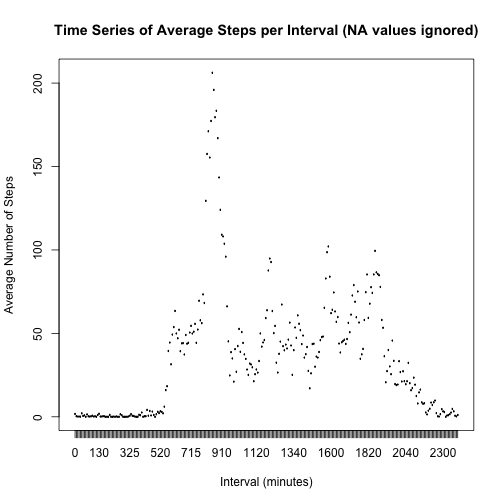 Time Series of Average Steps per Interval (NA values ignored)
Average Number of Steps
200
150
100
50
0
0 130 325 520 715 910 1120 1340 1600 1820 2040 2300
Interval (minutes)